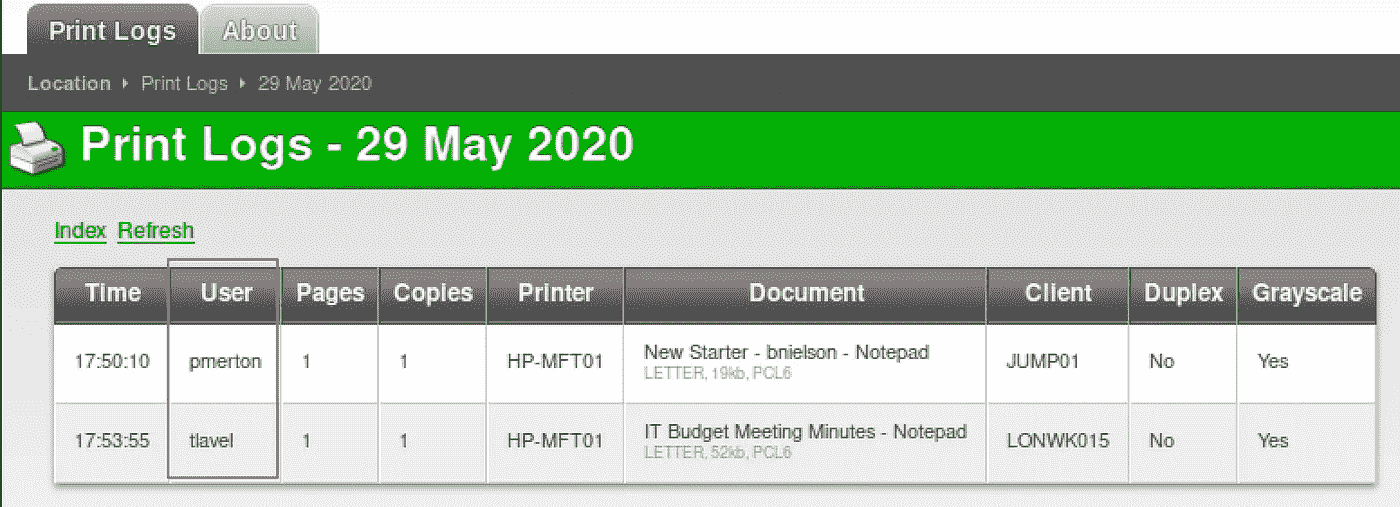 Print Logs About
Location Print Logs 29 May 2020
Print Logs - 29 May 2020
Index Refresh
Time User Pages Copies Printer Document Client Duplex Grayscale
17:50:10 pmerton 1 1 HP-MFT01 New Starter - bnielson - Notepad JUMP01 No Yes
LETTER, 19kb, PCL6
17:53:55 tlavel 1 1 HP-MFT01 IT Budget Meeting Minutes - Notepad LONWK015 No Yes
LETTER, 52kb, PCL6